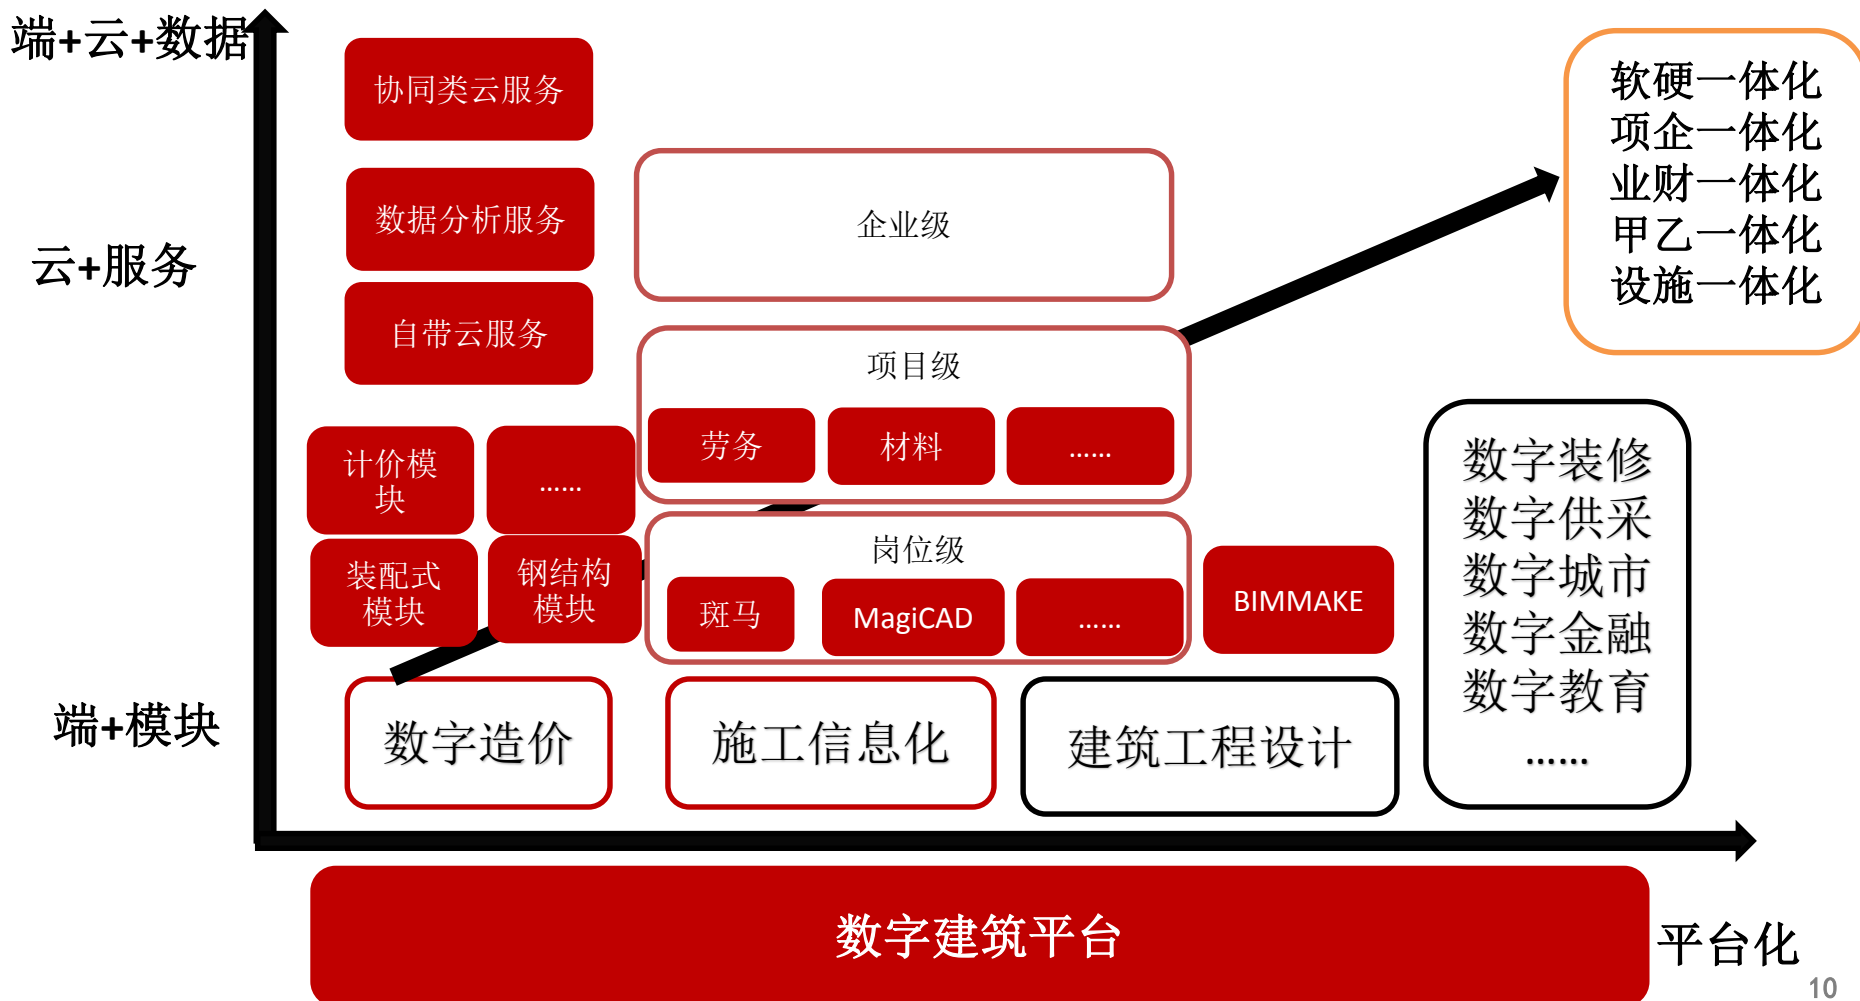 端+云+数据
协同类云服务
数据分析服务
云+服务
自带云服务
企业级
项目级
劳务
材料
……
软硬一体化
项企一体化
业财一体化
甲乙一体化
设施一体化
计价模
块
……
装配式
模块
钢结构
模块
岗位级
斑马
MagiCAD
……
BIMMAKE
数字装修
数字供采
数字城市
数字金融
数字教育
……
端+模块
数字造价
施工信息化
建筑工程设计
数字建筑平台
平台化
10